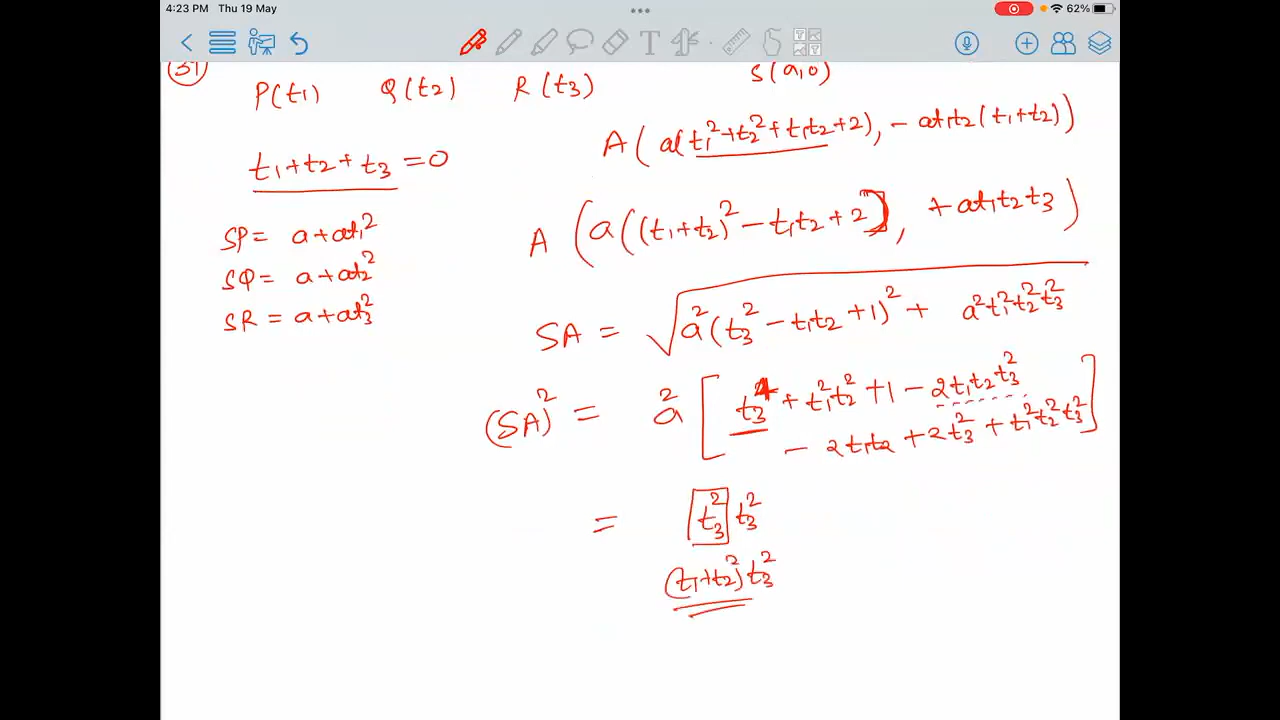 4:23 PM Thu 19 May
62%
T
31
P(t₁) Q(t₂) R(t₃) S(a,0)
A(a(t₁²+t₂²+t₁t₂+2), -at₁t₂(t₁+t₂))
t₁+t₂+t₃=0
A(a((t₁+t₂)²-t₁t₂+2), +at₁t₂t₃)
SP= a+at₁²
SQ= a+at₂²
SR= a+at₃²
SA = √(a²(t₃²-t₁t₂+1)²+ a²t₁²t₂²t₃²)
(SA)² = a² [t₃⁴+t₁²t₂²+1-2t₁t₂t₃²
-2t₁t₂+2t₃²+t₁²t₂²t₃²]
= t₃² t₃²
(t₁+t₂)² t₃²